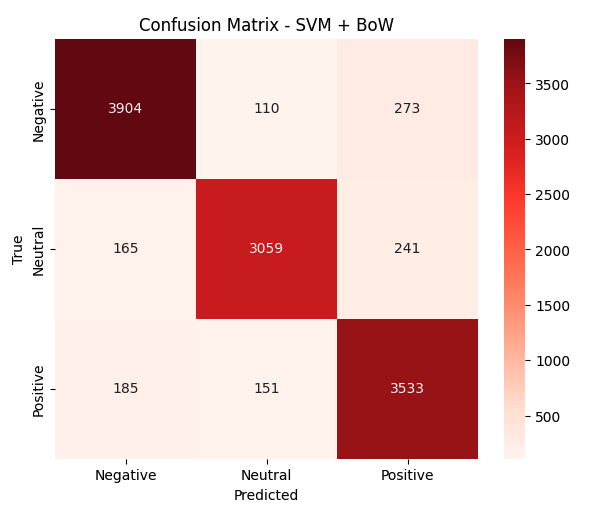 Confusion Matrix - SVM + BoW
Negative
3904
110
273
Neutral
165
3059
241
Positive
185
151
3533
True
Negative
Neutral
Positive
Predicted
3500
3000
2500
2000
1500
1000
500